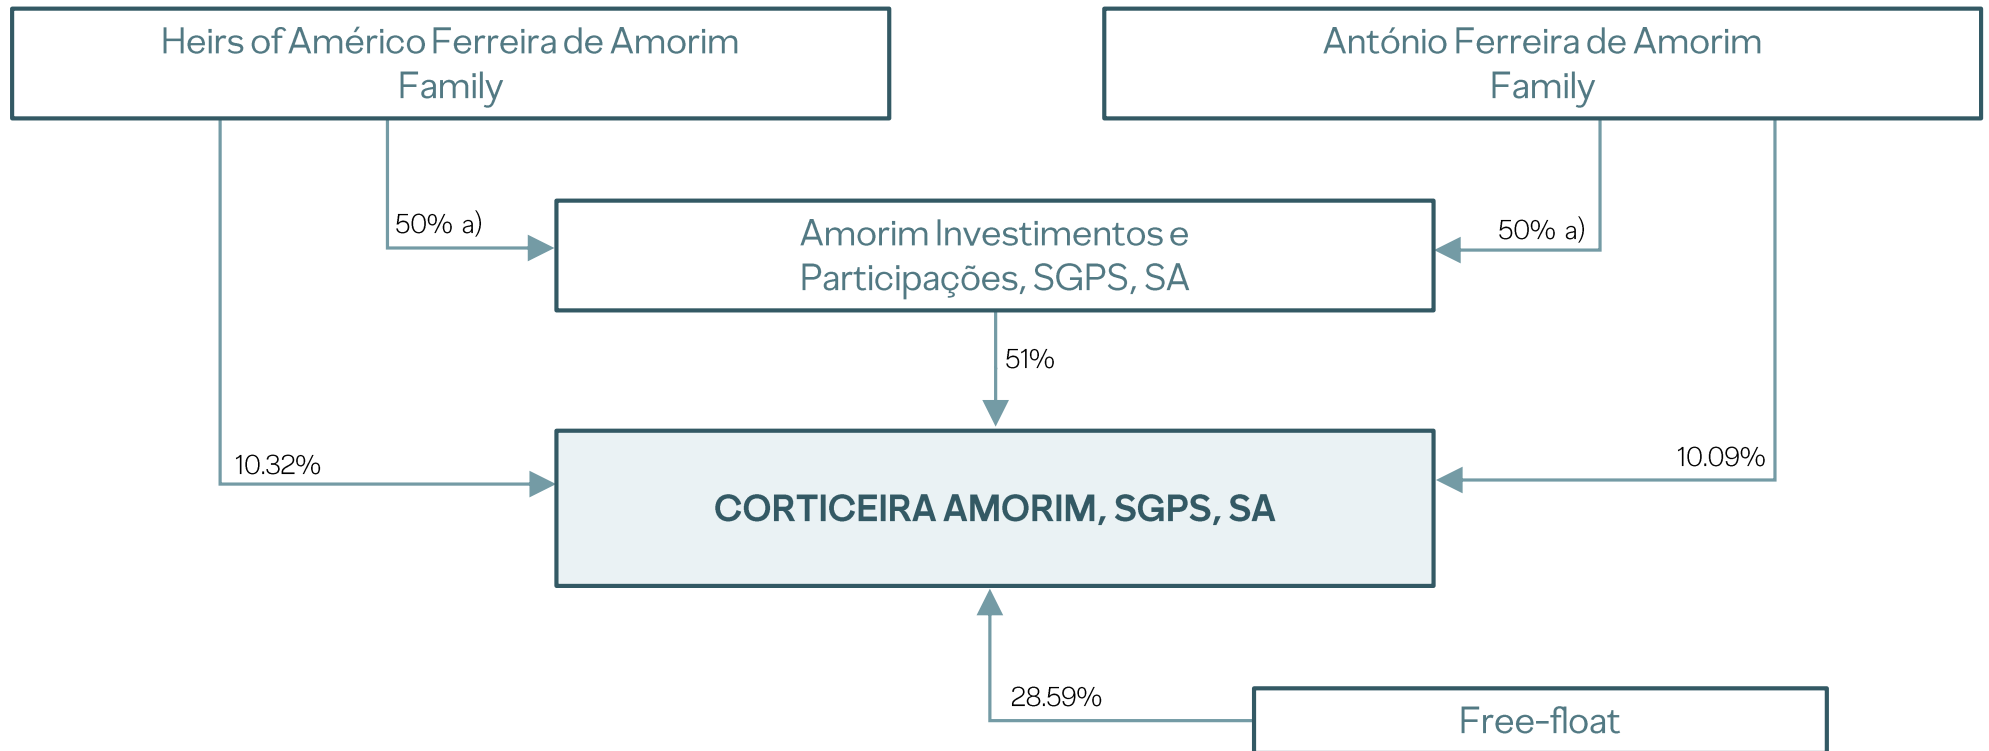 Heirs of Américo Ferreira de Amorim
Family
António Ferreira de Amorim
Family
50% a)
Amorim Investimentos e
Participações, SGPS, SA
50% a)
51%
10.32%
10.09%
CORTICEIRA AMORIM, SGPS, SA
28.59%
Free-float